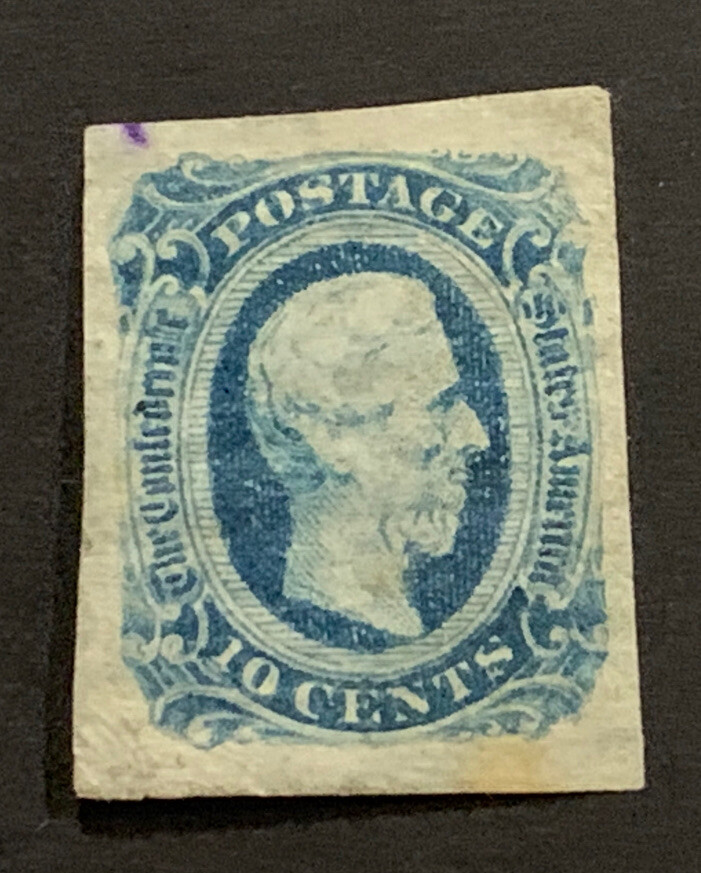 POSTAGE
The Confederate
States America
10 CENTS